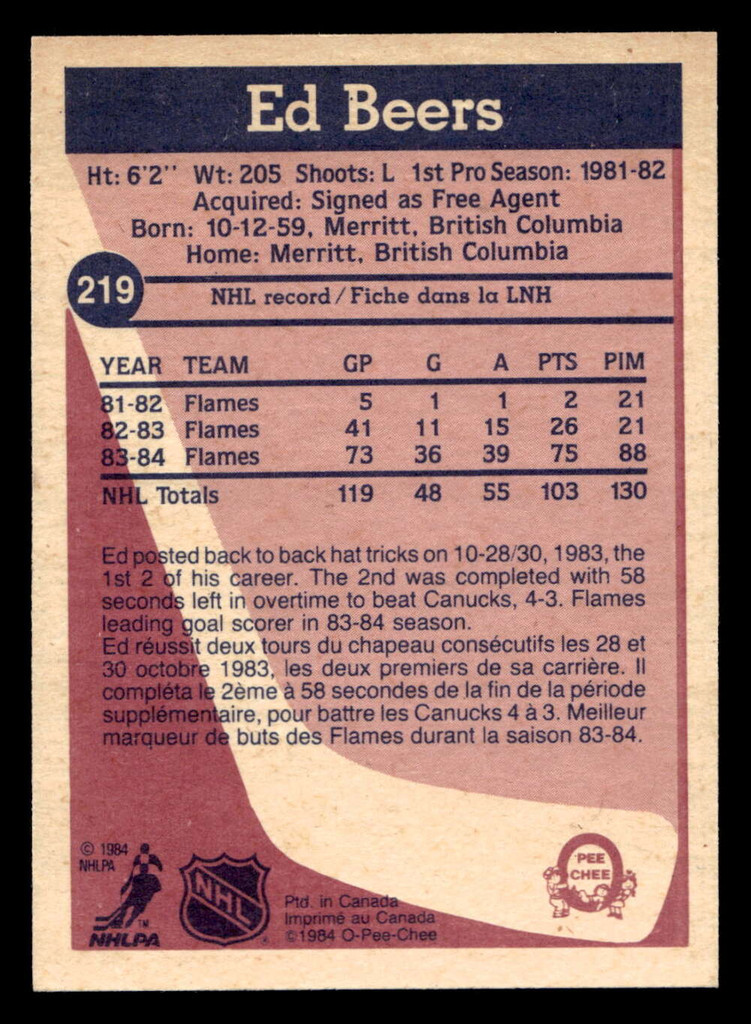 Ed Beers
Ht: 6'2'' Wt: 205 Shoots: L 1st Pro Season: 1981-82
Acquired: Signed as Free Agent
Born: 10-12-59, Merritt, British Columbia
Home: Merritt, British Columbia
219
NHL record / Fiche dans la LNH
YEAR TEAM GP G A PTS PIM
81-82 Flames 5 1 1 2 21
82-83 Flames 41 11 15 26 21
83-84 Flames 73 36 39 75 88
NHL Totals 119 48 55 103 130
Ed posted back to back hat tricks on 10-28/30, 1983, the
1st 2 of his career. The 2nd was completed with 58
seconds left in overtime to beat Canucks, 4-3. Flames
leading goal scorer in 83-84 season.
Ed réussit deux tours du chapeau consécutifs les 28 et
30 octobre 1983, les deux premiers de sa carrière. Il
compléta le 2ème à 58 secondes de la fin de la période
supplémentaire, pour battre les Canucks 4 à 3. Meilleur
marqueur de buts des Flames durant la saison 83-84.
© 1984
NHLPA
TM
NHLPA
NHL
Ptd. in Canada
Imprimé au Canada
©1984 O-Pee-Chee
O
PEE
CHEE